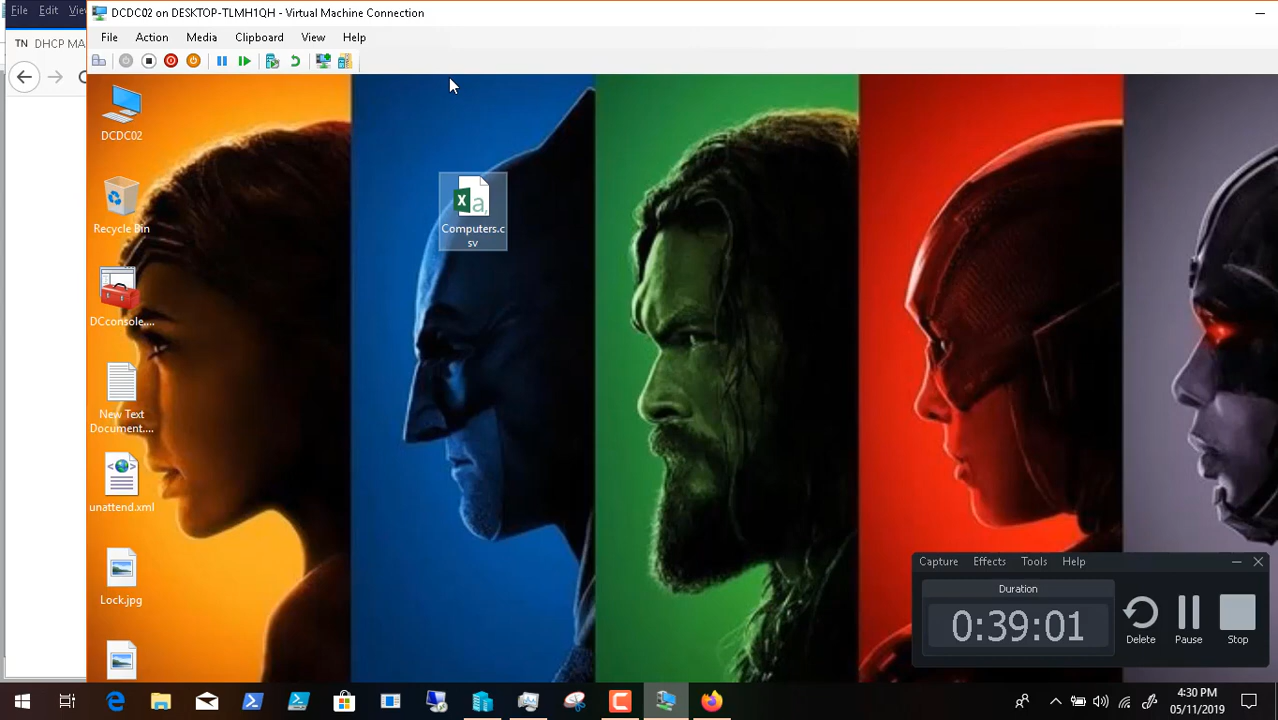 File Edit Vie
DCDC02 on DESKTOP-TLMH1QH - Virtual Machine Connection
File Action Media Clipboard View Help
TN DHCP MA
DCDC02
Recycle Bin
DCconsole....
New Text
Document....
unattend.xml
Lock.jpg
Computers.c
sv
Capture Effects Tools Help
Duration
0:39:01
Delete Pause Stop
4:30 PM
05/11/2019